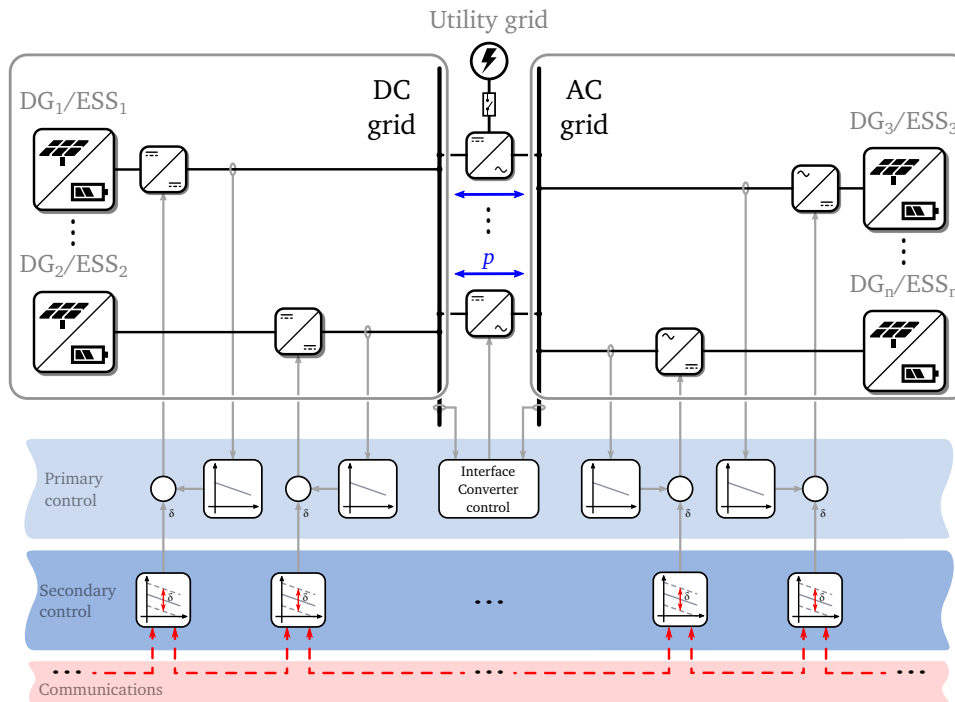 Utility grid
DC
grid
AC
grid
DG₁/ESS₁
DG₃/ESS₃
p
DG₂/ESS₂
DGₙ/ESSₙ
Primary
control
Interface
Converter
control
δ
δ
δ
δ
Secondary
control
δ
δ
δ
δ
Communications